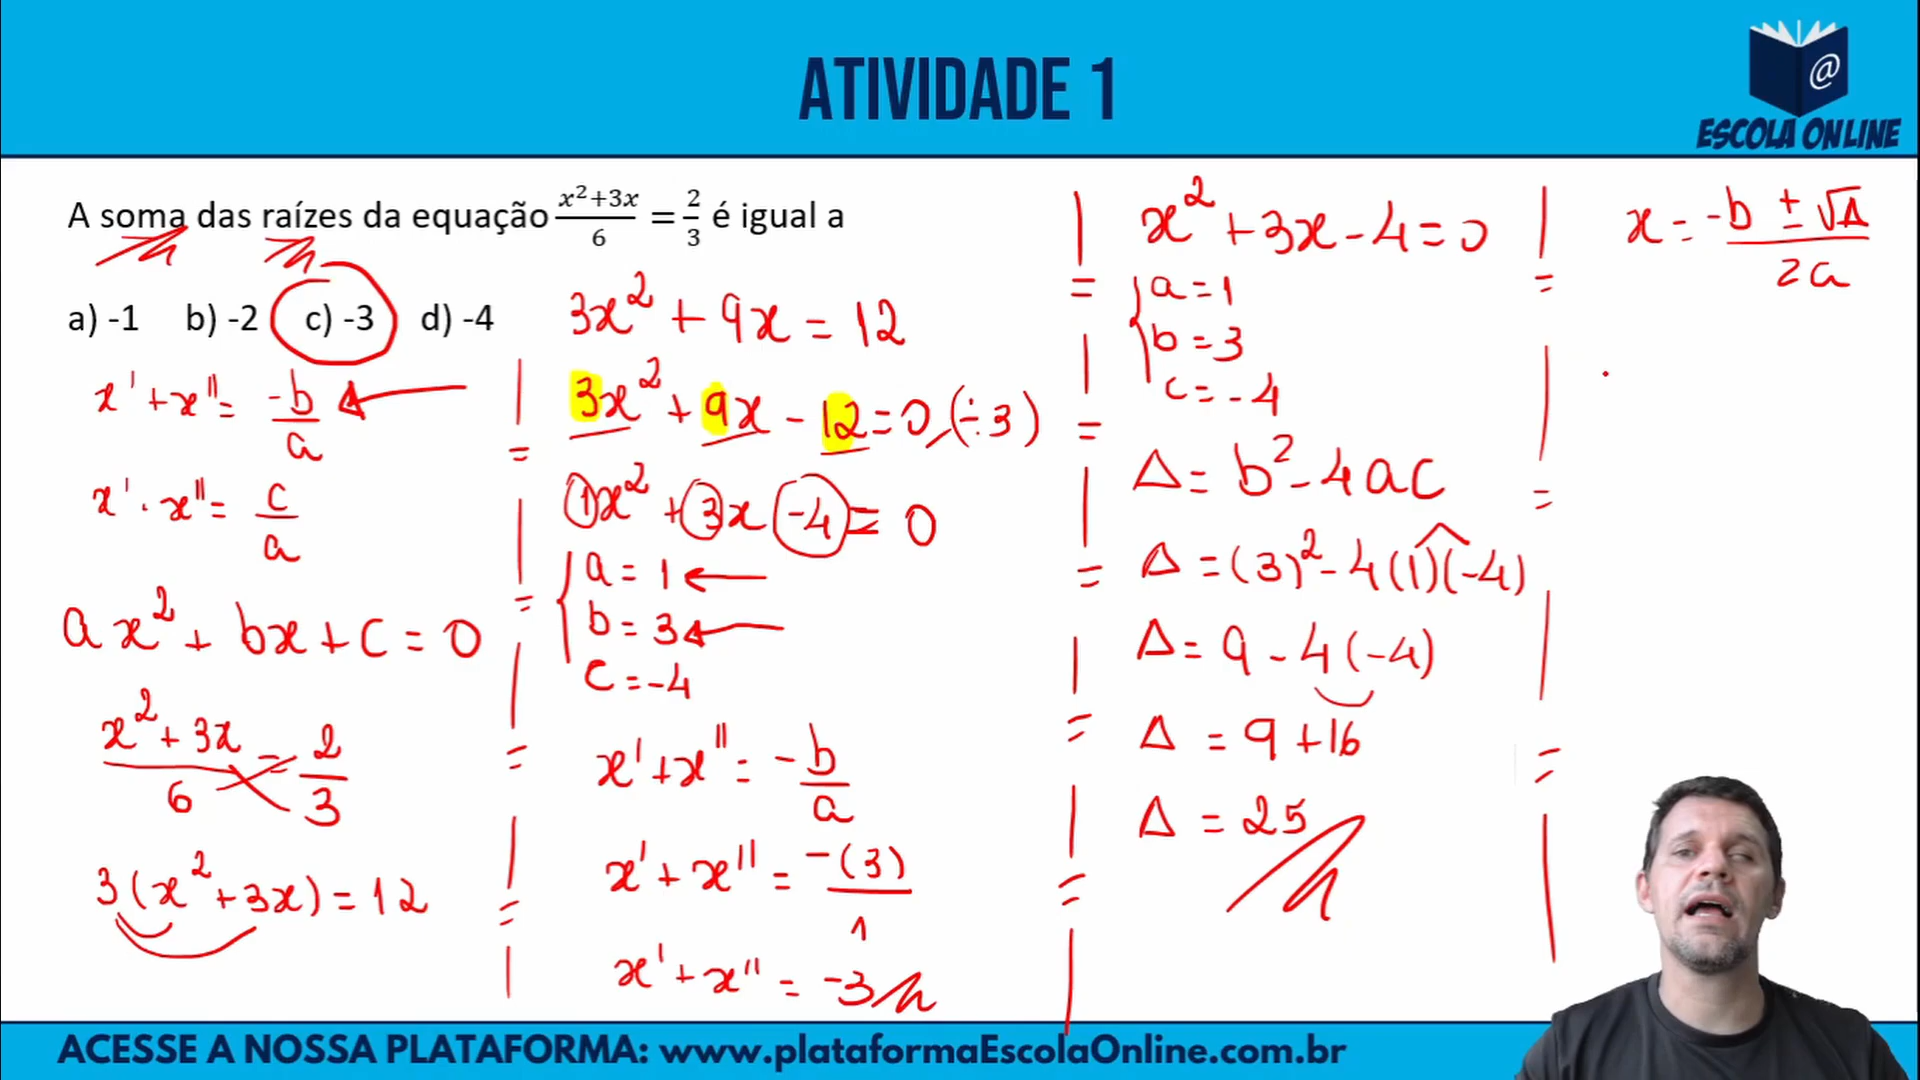 ATIVIDADE 1
@
ESCOLA ONLINE
A soma das raízes da equação x²+3x/6 = 2/3 é igual a
a) -1 b) -2 c) -3 d) -4
x' + x'' = -b/a
x' · x'' = c/a
ax² + bx + c = 0
x² + 3x/6 = 2/3
3(x² + 3x) = 12
3x² + 9x = 12
3x² + 9x - 12 = 0 (÷3)
1x² + 3x - 4 = 0
a = 1
b = 3
c = -4
x' + x'' = -b/a
x' + x'' = -(3)/1
x' + x'' = -3
x² + 3x - 4 = 0
a = 1
b = 3
c = -4
Δ = b² - 4ac
Δ = (3)² - 4(1)(-4)
Δ = 9 - 4(-4)
Δ = 9 + 16
Δ = 25
x = -b ± √Δ/2a
ACESSE A NOSSA PLATAFORMA: www.plataformaEscolaOnline.com.br